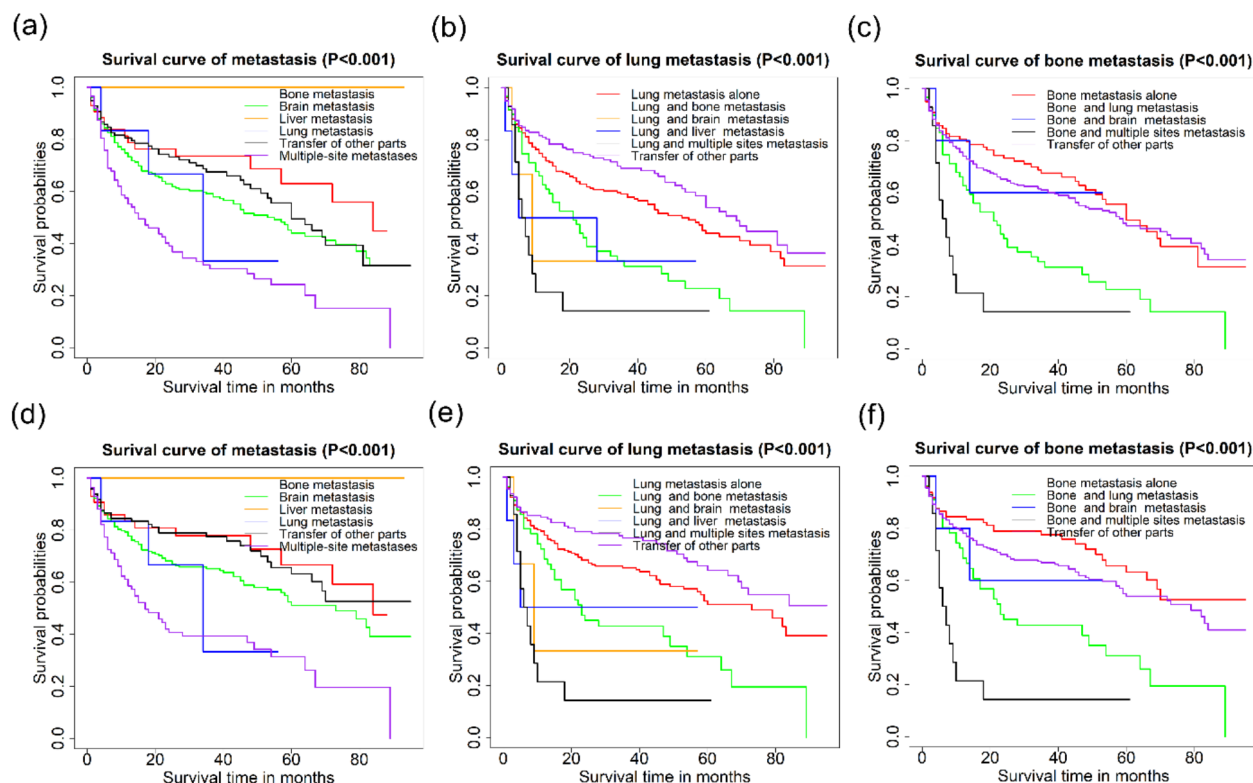 (a)
Surival curve of metastasis (P<0.001)
Survival probabilities
1.0
0.8
0.6
0.4
0.2
0.0
Bone metastasis
Brain metastasis
Liver metastasis
Lung metastasis
Transfer of other parts
Multiple-site metastases
0 20 40 60 80
Survival time in months
(b)
Surival curve of lung metastasis (P<0.001)
Survival probabilities
1.0
0.8
0.6
0.4
0.2
0.0
Lung metastasis alone
Lung and bone metastasis
Lung and brain metastasis
Lung and liver metastasis
Lung and multiple sites metastasis
Transfer of other parts
0 20 40 60 80
Survival time in months
(c)
Surival curve of bone metastasis (P<0.001)
Survival probabilities
1.0
0.8
0.6
0.4
0.2
0.0
Bone metastasis alone
Bone and lung metastasis
Bone and brain metastasis
Bone and multiple sites metastasis
Transfer of other parts
0 20 40 60 80
Survival time in months
(d)
Surival curve of metastasis (P<0.001)
Survival probabilities
1.0
0.8
0.6
0.4
0.2
0.0
Bone metastasis
Brain metastasis
Liver metastasis
Lung metastasis
Transfer of other parts
Multiple-site metastases
0 20 40 60 80
Survival time in months
(e)
Surival curve of lung metastasis (P<0.001)
Survival probabilities
1.0
0.8
0.6
0.4
0.2
0.0
Lung metastasis alone
Lung and bone metastasis
Lung and brain metastasis
Lung and liver metastasis
Lung and multiple sites metastasis
Transfer of other parts
0 20 40 60 80
Survival time in months
(f)
Surival curve of bone metastasis (P<0.001)
Survival probabilities
1.0
0.8
0.6
0.4
0.2
0.0
Bone metastasis alone
Bone and lung metastasis
Bone and brain metastasis
Bone and multiple sites metastasis
Transfer of other parts
0 20 40 60 80
Survival time in months